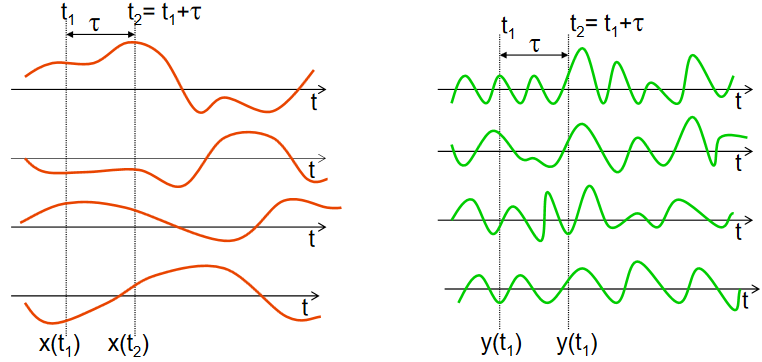 t₁ t₂= t₁+τ
τ
t
t
t
t
x(t₁) x(t₂)
t₁ t₂= t₁+τ
τ
t
t
t
t
y(t₁) y(t₁)